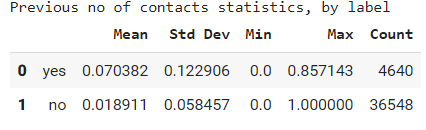 Previous no of contacts statistics, by label
Mean Std Dev Min Max Count
0 yes 0.070382 0.122906 0.0 0.857143 4640
1 no 0.018911 0.058457 0.0 1.000000 36548